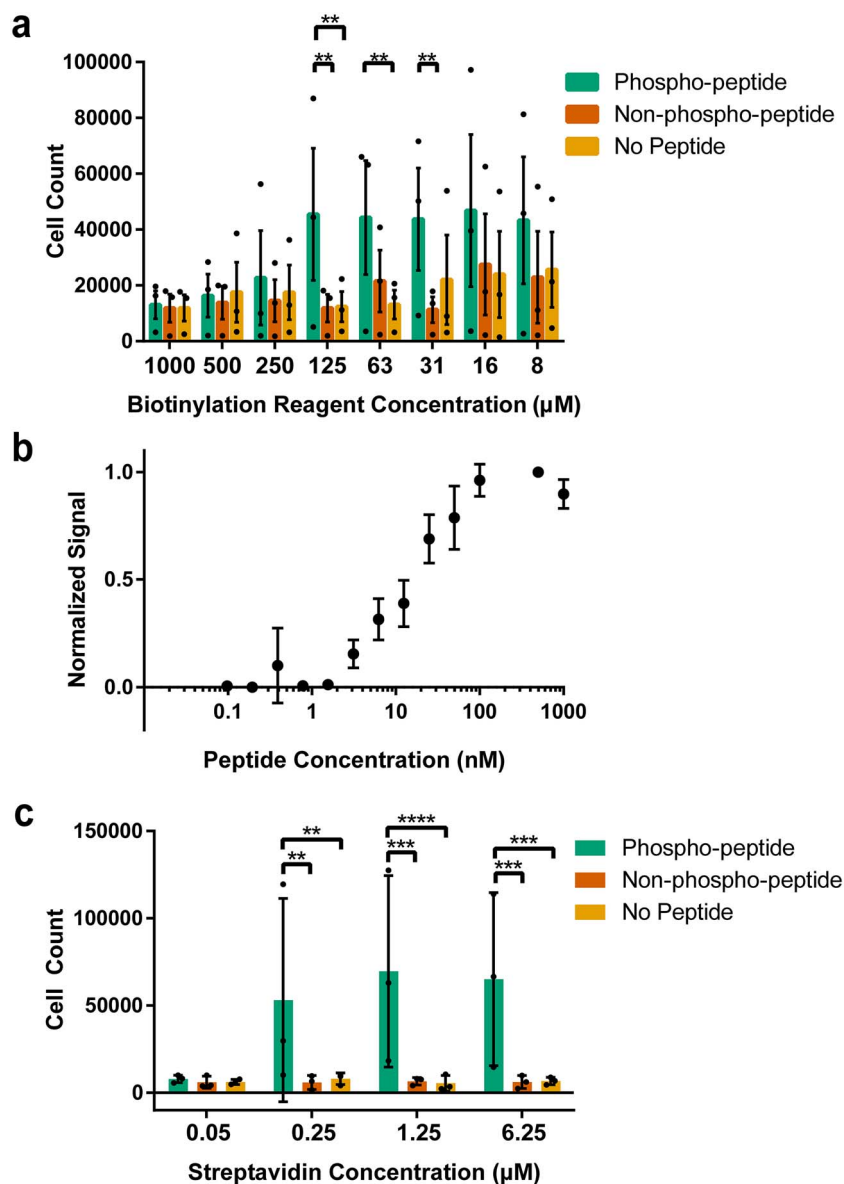 a
** 
** ** **
100000
80000
60000
40000
20000
0
Cell Count
Phospho-peptide
Non-phospho-peptide
No Peptide
1000 500 250 125 63 31 16 8
Biotinylation Reagent Concentration (µM)
b
1.0
0.5
0.0
Normalized Signal
0.1 1 10 100 1000
Peptide Concentration (nM)
c
150000
100000
50000
0
Cell Count
** **** ***
** *** ***
Phospho-peptide
Non-phospho-peptide
No Peptide
0.05 0.25 1.25 6.25
Streptavidin Concentration (µM)